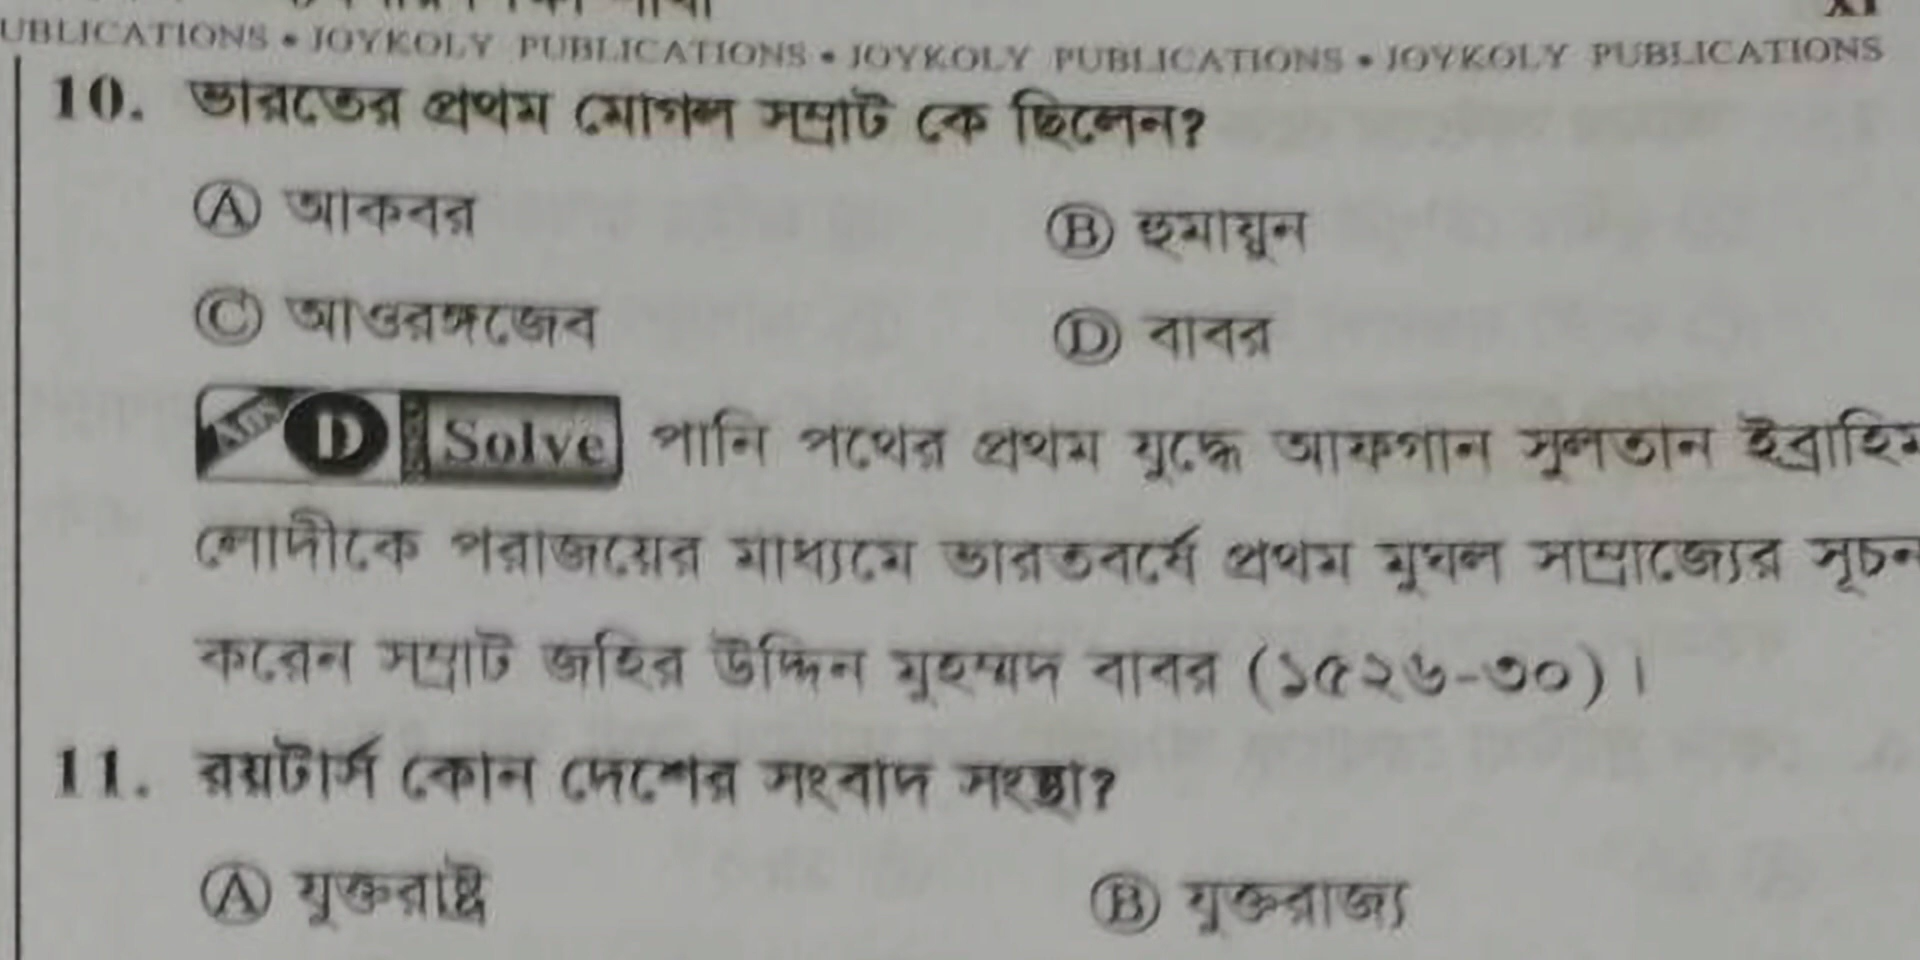 UBLICATIONS • JOYKOLY PUBLICATIONS • JOYKOLY PUBLICATIONS • JOYKOLY PUBLICATIONS
10. ভারতের প্রথম মোগল সম্রাট কে ছিলেন?
Ⓐ আকবর Ⓑ হুমায়ুন
Ⓒ আওরঙ্গজেব Ⓓ বাবর
Ans D Solve পানি পথের প্রথম যুদ্ধে আফগান সুলতান ইব্রাহিম
লোদীকে পরাজয়ের মাধ্যমে ভারতবর্ষে প্রথম মুঘল সাম্রাজ্যের সূচন
করেন সম্রাট জহির উদ্দিন মুহম্মদ বাবর (১৫২৬-৩০)।
11. রয়টার্স কোন দেশের সংবাদ সংস্থা?
Ⓐ যুক্তরাষ্ট্র Ⓑ যুক্তরাজ্য